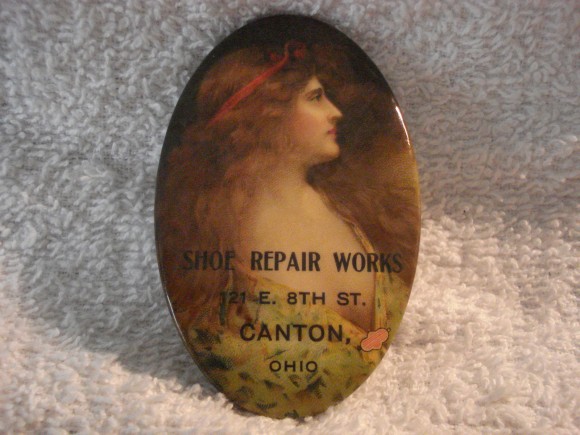 SHOE REPAIR WORKS
121 E. 8TH ST.
CANTON,
OHIO